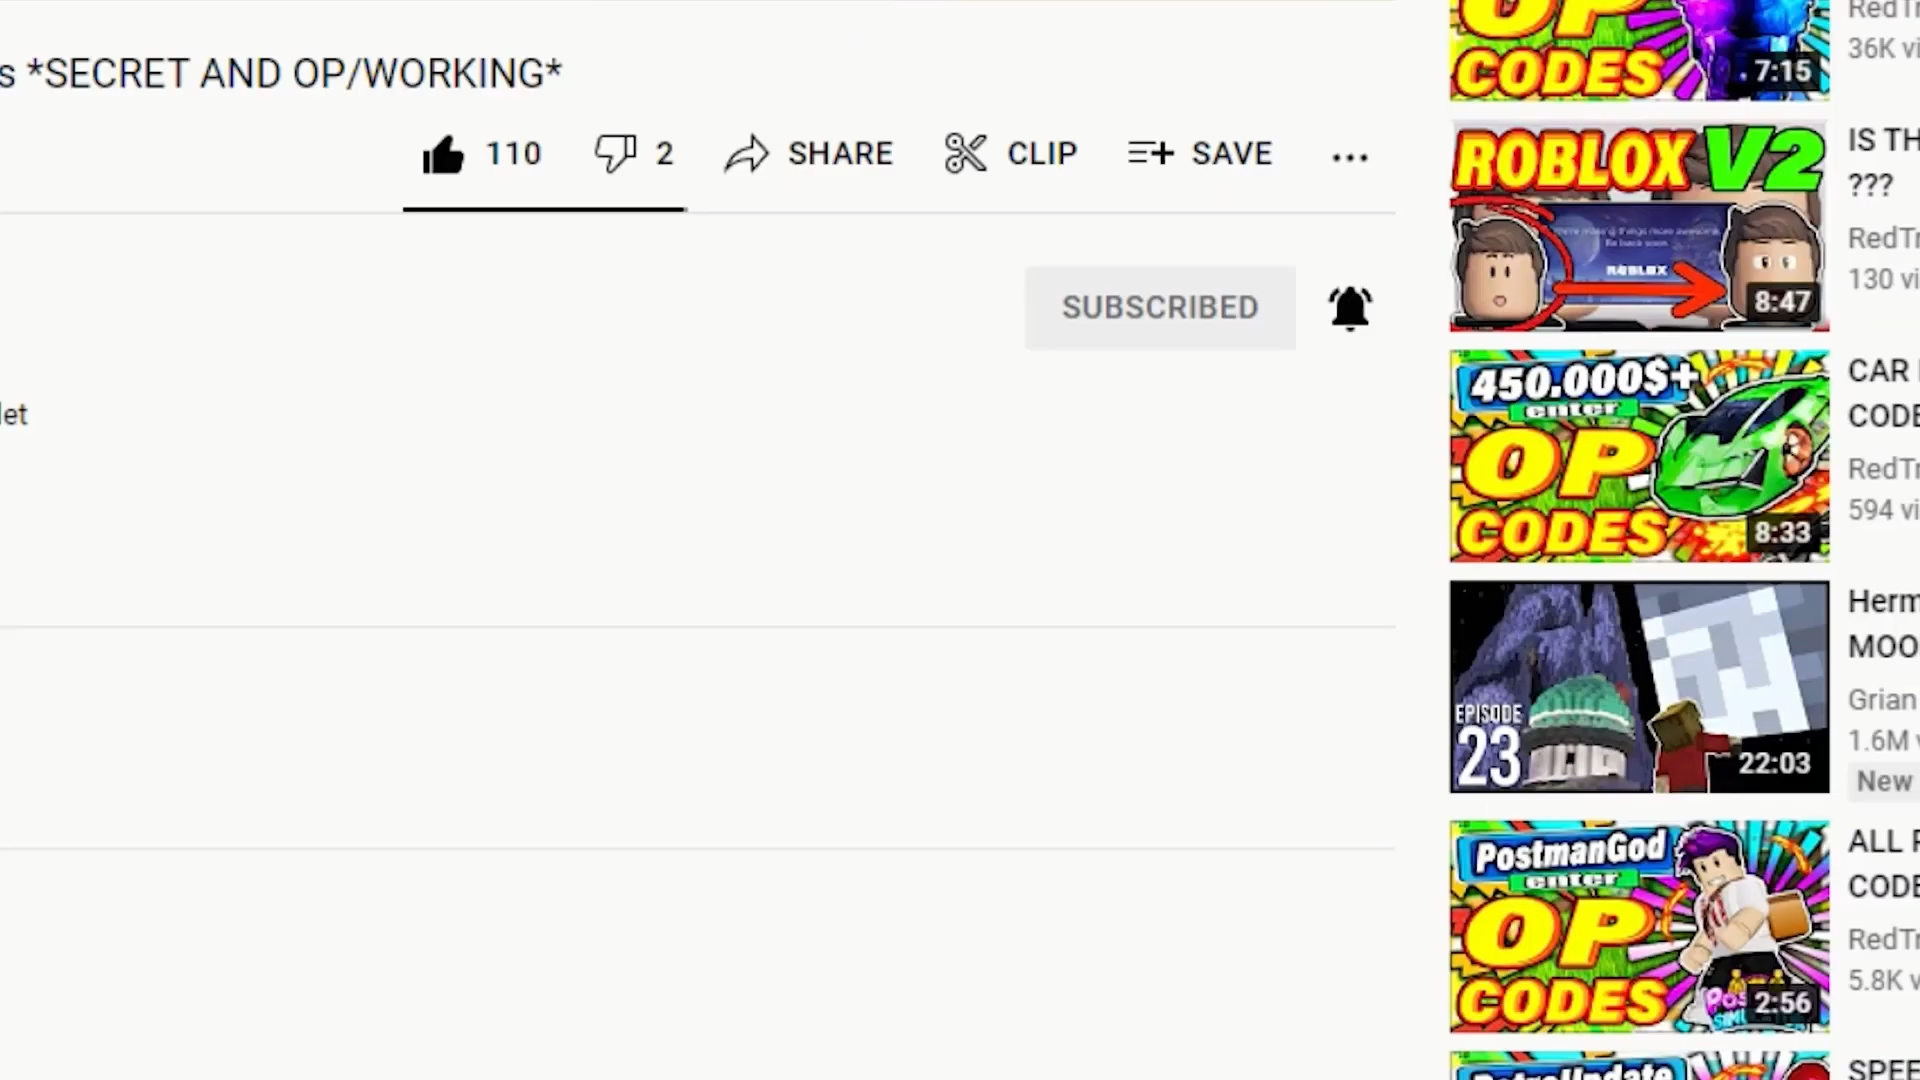 s *SECRET AND OP/WORKING*
110
2
SHARE
CLIP
SAVE
SUBSCRIBED
let
OP
CODES
7:15
36K vi
ROBLOX V2
ROBLOX
8:47
IS TH
???
RedTr
130 vi
450.000$+
enter
OP
CODES
8:33
CAR
CODE
RedTr
594 vi
EPISODE
23
22:03
Herm
MOO
Grian
1.6M v
New
PostmanGod
enter
OP
CODES
2:56
ALL
CODE
RedTr
5.8K v
SPEE